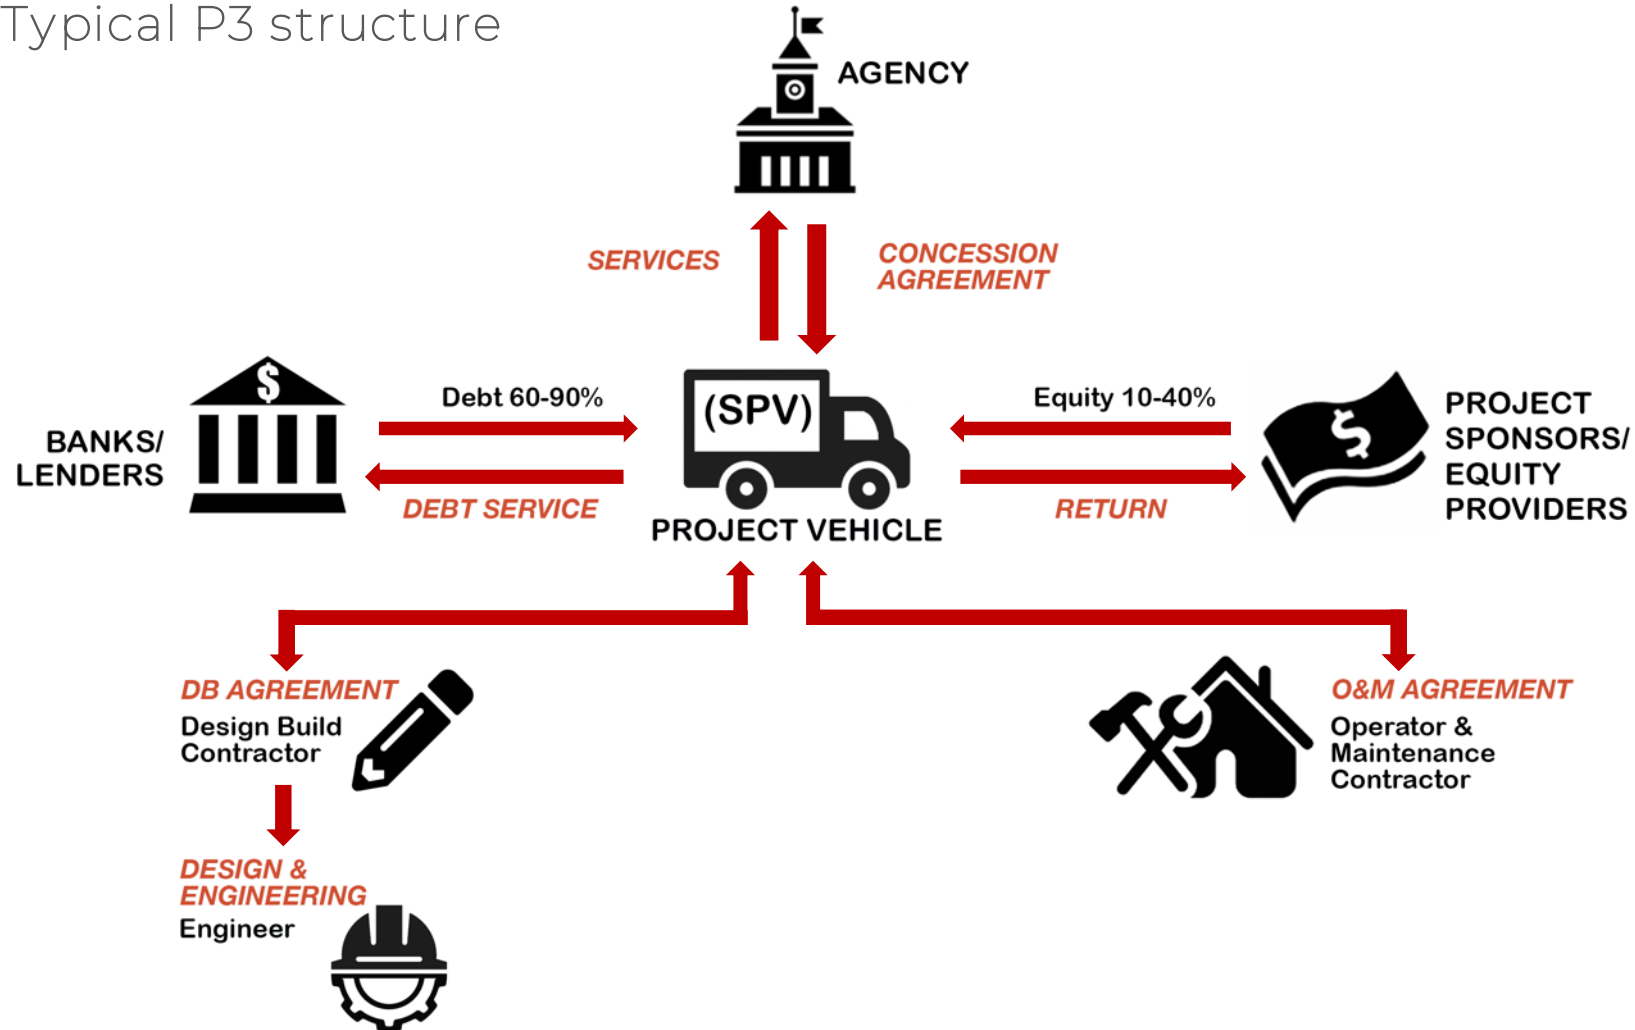 Typical P3 structure
AGENCY
SERVICES
CONCESSION
AGREEMENT
$
BANKS/
LENDERS
Debt 60-90%
DEBT SERVICE
(SPV)
PROJECT VEHICLE
Equity 10-40%
RETURN
$
PROJECT
SPONSORS/
EQUITY
PROVIDERS
DB AGREEMENT
Design Build
Contractor
DESIGN &
ENGINEERING
Engineer
O&M AGREEMENT
Operator &
Maintenance
Contractor